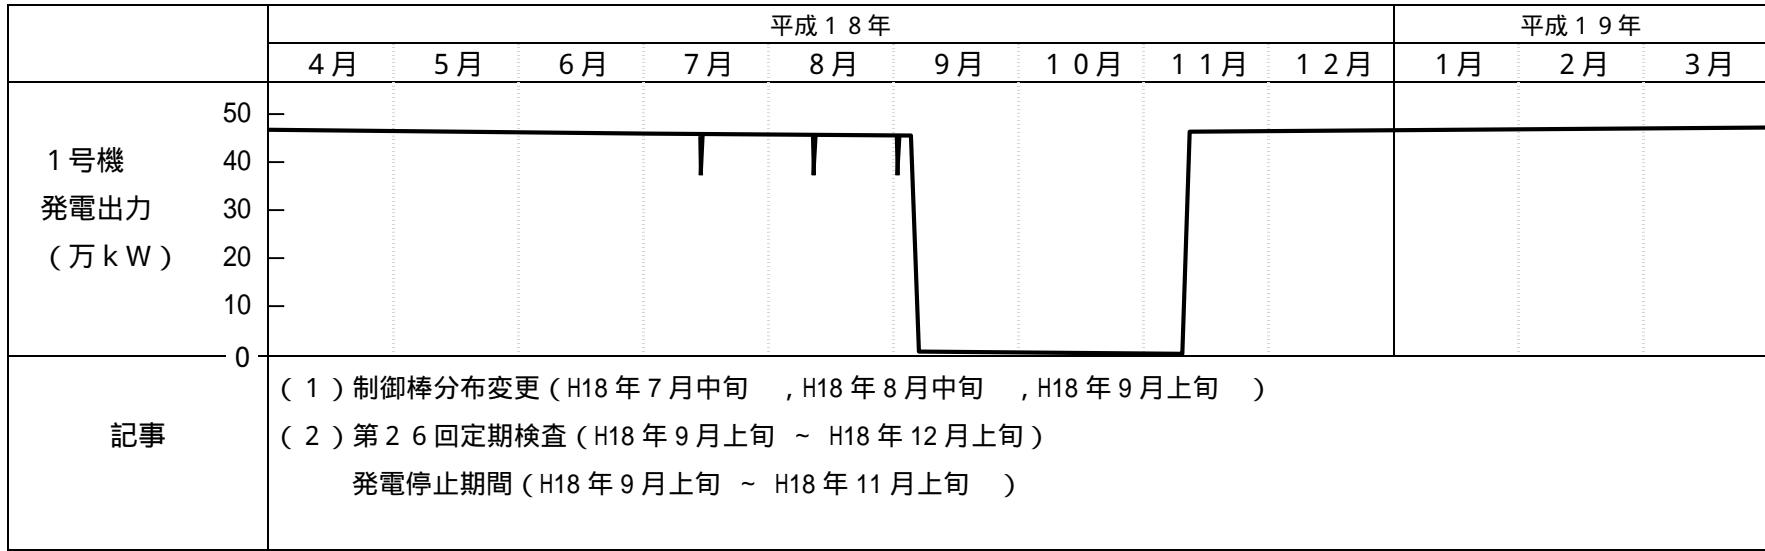 平成１８年 平成１９年
４月 ５月 ６月 ７月 ８月 ９月 １０月 １１月 １２月 １月 ２月 ３月
１号機
発電出力
（万ｋＷ）
50
40
30
20
10
0
記事
（１）制御棒分布変更（H18 年７月中旬　，H18 年８月中旬　，H18 年９月上旬　）
（２）第２６回定期検査（H18 年９月上旬 ～ H18 年 12 月上旬）
発電停止期間（H18 年９月上旬 ～ H18 年 11 月上旬　）